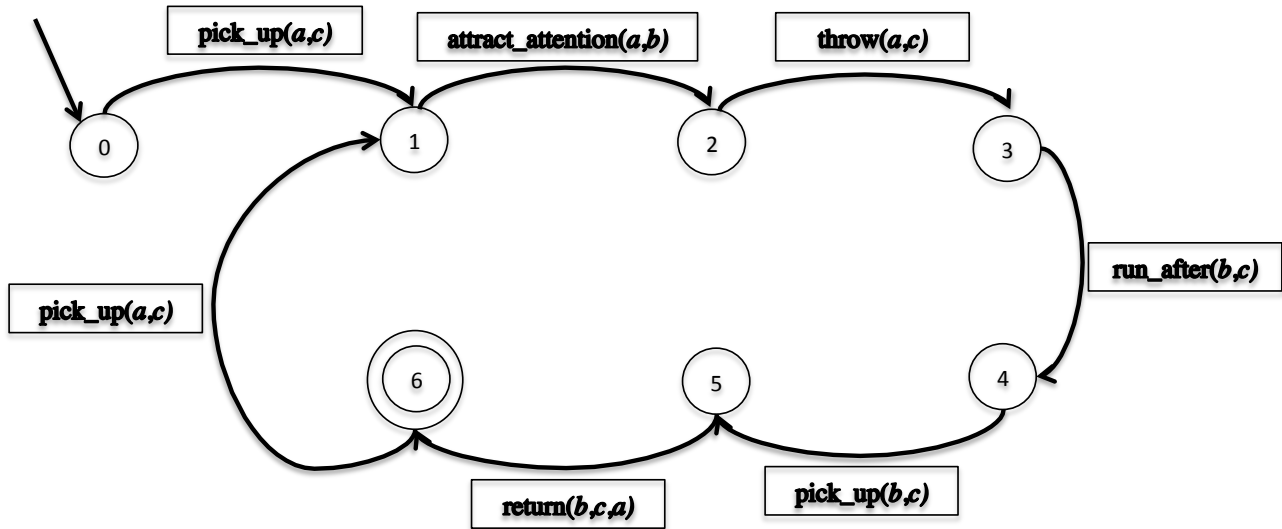 pick_up(a,c)
attract_attention(a,b)
throw(a,c)
0
1
2
3
run_after(b,c)
pick_up(a,c)
6
5
4
return(b,c,a)
pick_up(b,c)